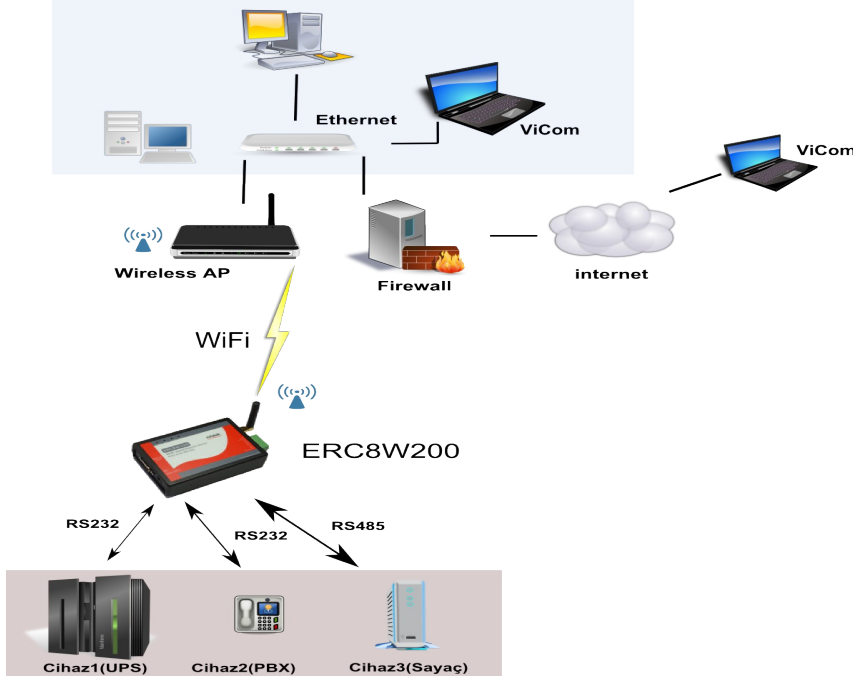 Ethernet
ViCom
ViCom
Wireless AP
Firewall
internet
WiFi
ERC8W200
RS232
RS232
RS485
Cihaz1(UPS)
Cihaz2(PBX)
Cihaz3(Sayaç)